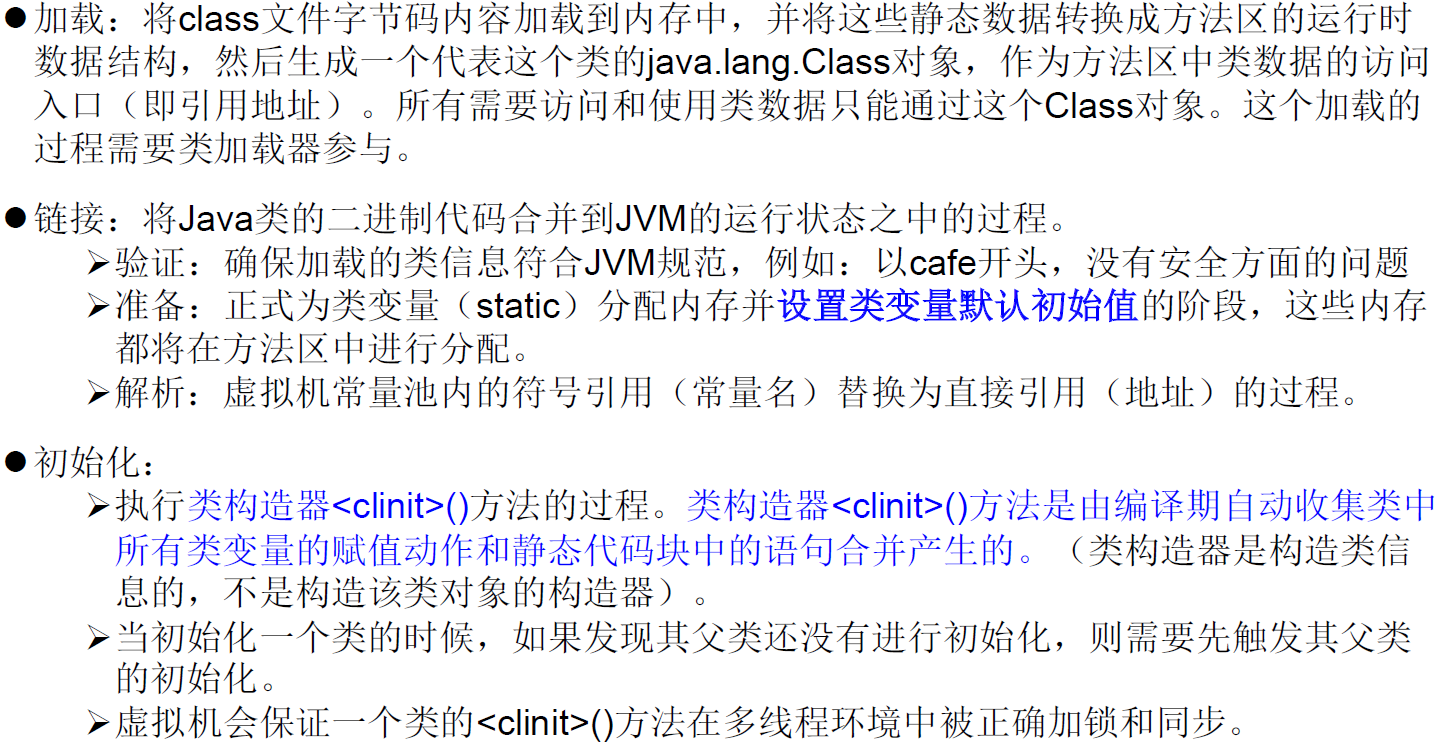 ●加载：将class文件字节码内容加载到内存中，并将这些静态数据转换成方法区的运行时
数据结构，然后生成一个代表这个类的java.lang.Class对象，作为方法区中类数据的访问
入口（即引用地址）。所有需要访问和使用类数据只能通过这个Class对象。这个加载的
过程需要类加载器参与。
●链接：将Java类的二进制代码合并到JVM的运行状态之中的过程。
➢验证：确保加载的类信息符合JVM规范，例如：以cafe开头，没有安全方面的问题
➢准备：正式为类变量（static）分配内存并设置类变量默认初始值的阶段，这些内存
都将在方法区中进行分配。
➢解析：虚拟机常量池内的符号引用（常量名）替换为直接引用（地址）的过程。
●初始化：
➢执行类构造器<clinit>()方法的过程。类构造器<clinit>()方法是由编译期自动收集类中
所有类变量的赋值动作和静态代码块中的语句合并产生的。（类构造器是构造类信
息的，不是构造该类对象的构造器）。
➢当初始化一个类的时候，如果发现其父类还没有进行初始化，则需要先触发其父类
的初始化。
➢虚拟机会保证一个类的<clinit>()方法在多线程环境中被正确加锁和同步。